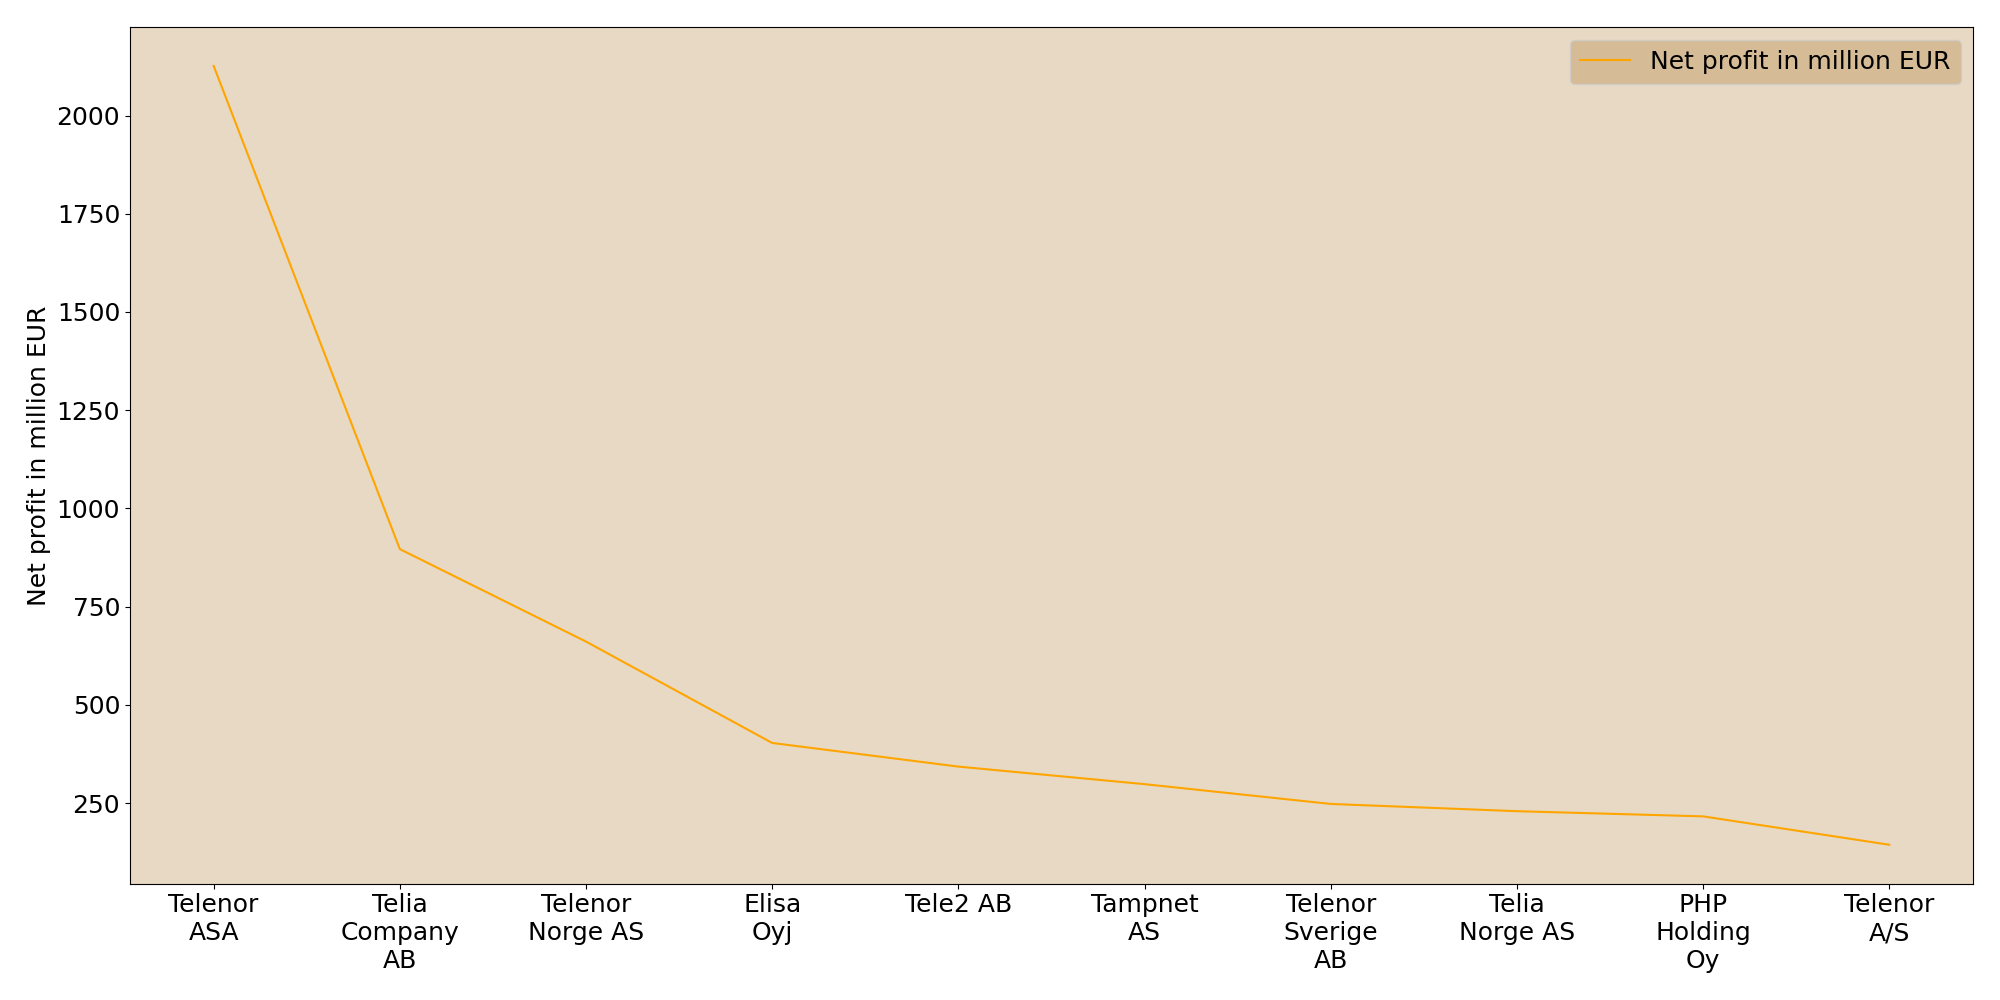 Net profit in million EUR
Net profit in million EUR
2000
1750
1500
1250
1000
750
500
250
Telenor
ASA
Telia
Company
AB
Telenor
Norge AS
Elisa
Oyj
Tele2 AB
Tampnet
AS
Telenor
Sverige
AB
Telia
Norge AS
PHP
Holding
Oy
Telenor
A/S